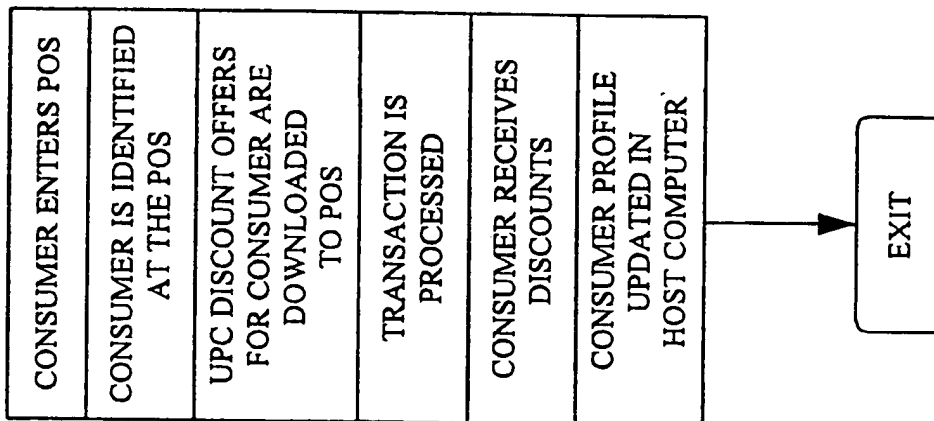 CONSUMER ENTERS POS
CONSUMER IS IDENTIFIED
AT THE POS
UPC DISCOUNT OFFERS
FOR CONSUMER ARE
DOWNLOADED
TO POS
TRANSACTION IS
PROCESSED
CONSUMER RECEIVES
DISCOUNTS
CONSUMER PROFILE
UPDATED IN
HOST COMPUTER
EXIT